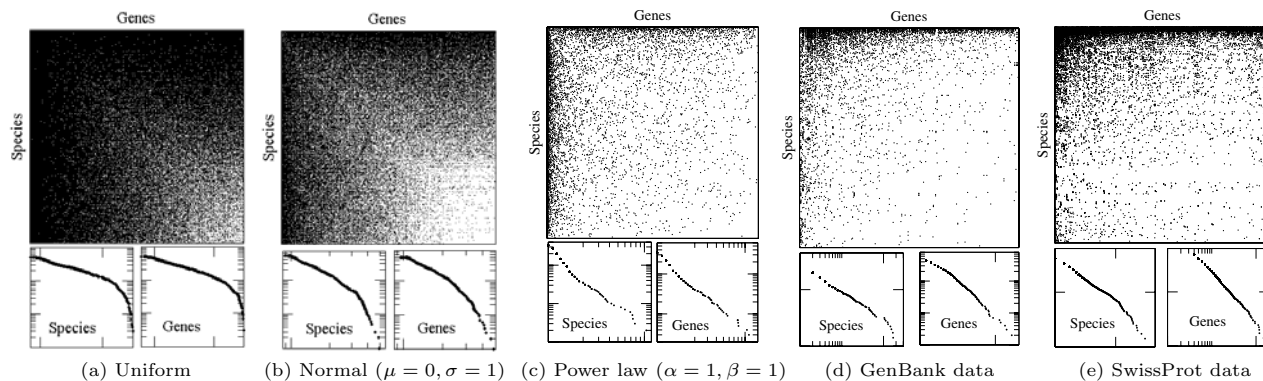 Genes
Species
Species
Genes
(a) Uniform
Genes
Species
Species
Genes
(b) Normal (μ = 0, σ = 1)
Genes
Species
Species
Genes
(c) Power law (α = 1, β = 1)
Genes
Species
Species
Genes
(d) GenBank data
Genes
Species
Species
Genes
(e) SwissProt data